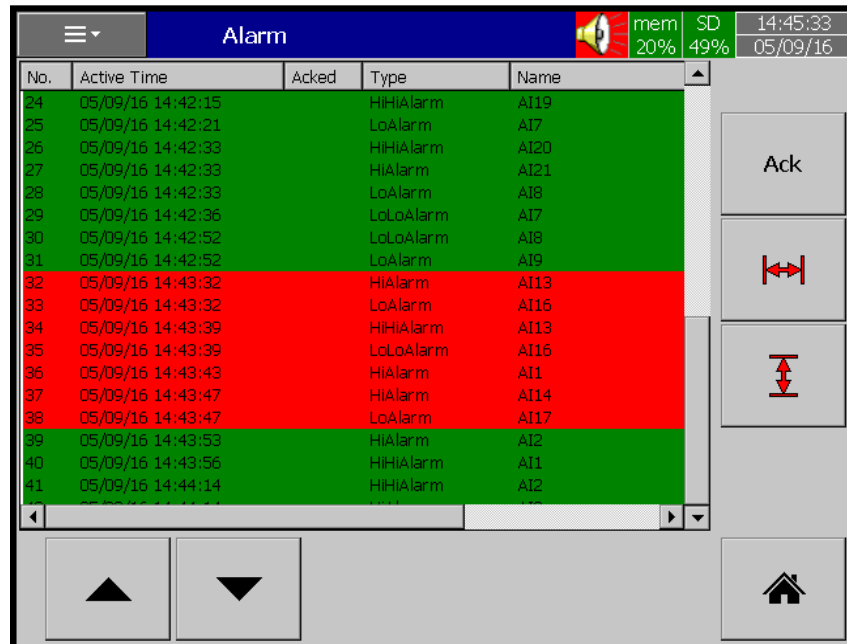 Alarm mem 20% SD 49% 14:45:33 05/09/16
No. Active Time Acked Type Name
24 05/09/16 14:42:15 HiHiAlarm AI19
25 05/09/16 14:42:21 LoAlarm AI7
26 05/09/16 14:42:33 HiHiAlarm AI20
27 05/09/16 14:42:33 HiAlarm AI21
28 05/09/16 14:42:33 LoAlarm AI8
29 05/09/16 14:42:36 LoLoAlarm AI7
30 05/09/16 14:42:52 LoLoAlarm AI8
31 05/09/16 14:42:52 LoAlarm AI9
32 05/09/16 14:43:32 HiAlarm AI13
33 05/09/16 14:43:32 LoAlarm AI16
34 05/09/16 14:43:39 HiHiAlarm AI13
35 05/09/16 14:43:39 LoLoAlarm AI16
36 05/09/16 14:43:43 HiAlarm AI1
37 05/09/16 14:43:47 HiAlarm AI14
38 05/09/16 14:43:47 LoAlarm AI17
39 05/09/16 14:43:53 HiAlarm AI2
40 05/09/16 14:43:56 HiHiAlarm AI1
41 05/09/16 14:44:14 HiHiAlarm AI2
Ack